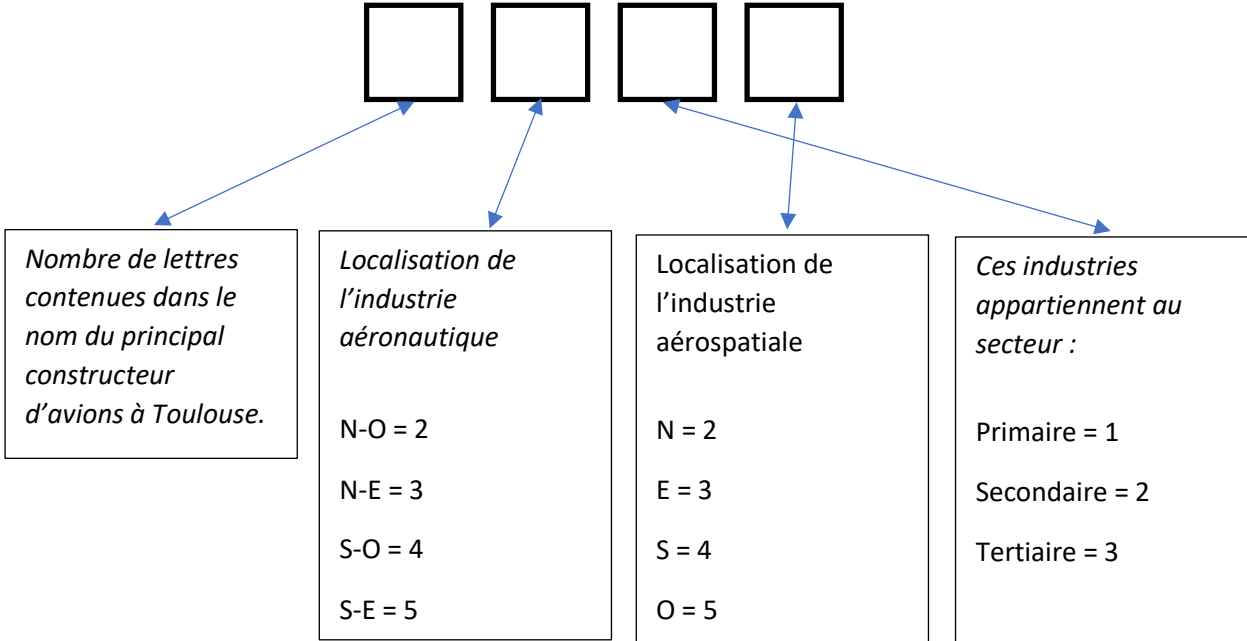 Nombre de lettres
contenues dans le
nom du principal
constructeur
d’avions à Toulouse.
Localisation de
l’industrie
aéronautique
N-O = 2
N-E = 3
S-O = 4
S-E = 5
Localisation de
l’industrie
aérospatiale
N = 2
E = 3
S = 4
O = 5
Ces industries
appartiennent au
secteur :
Primaire = 1
Secondaire = 2
Tertiaire = 3